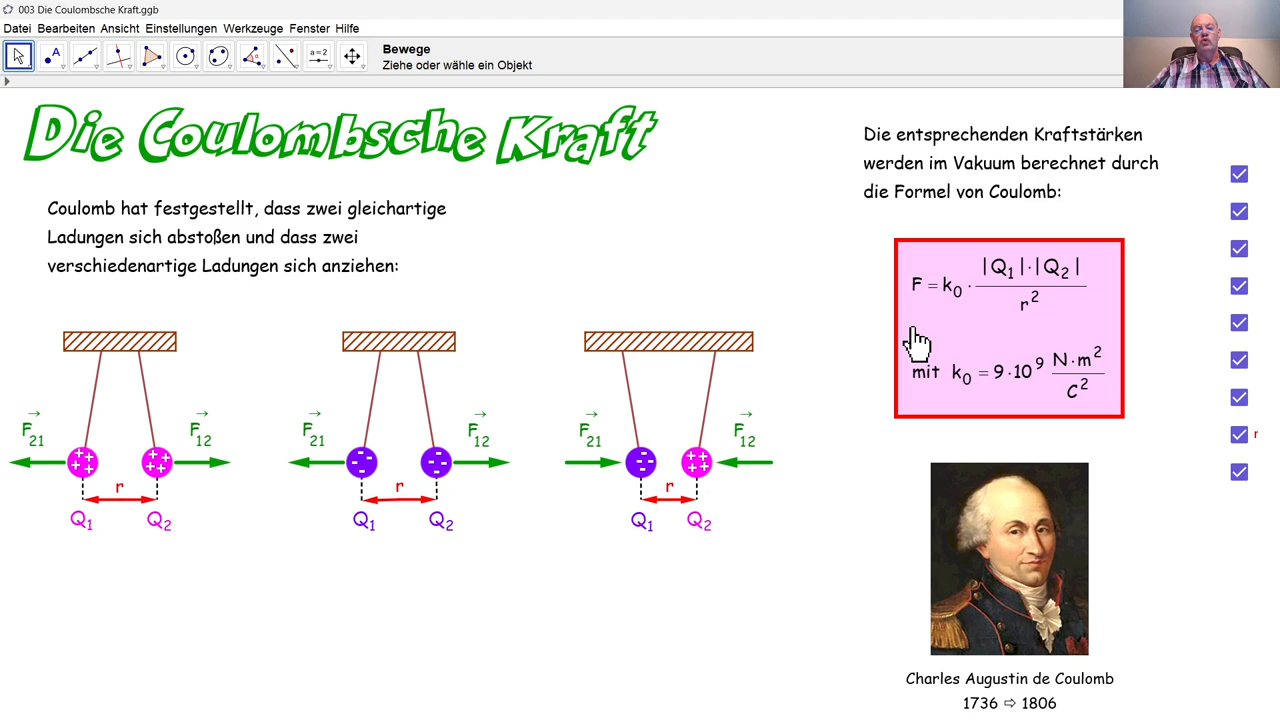 003 Die Coulombsche Kraft.ggb
Datei Bearbeiten Ansicht Einstellungen Werkzeuge Fenster Hilfe
A
a=2
Bewege
Ziehe oder wähle ein Objekt
Die Coulombsche Kraft
Coulomb hat festgestellt, dass zwei gleichartige
Ladungen sich abstoßen und dass zwei
verschiedenartige Ladungen sich anziehen:
F₂₁ F₁₂ F₂₁ F₁₂ F₂₁ F₁₂
r r r
Q₁ Q₂ Q₁ Q₂ Q₁ Q₂
Die entsprechenden Kraftstärken
werden im Vakuum berechnet durch
die Formel von Coulomb:
F = k₀ · |Q₁|·|Q₂| / r²
mit k₀ = 9·10⁹ N·m² / C²
r
Charles Augustin de Coulomb
1736 ⇨ 1806